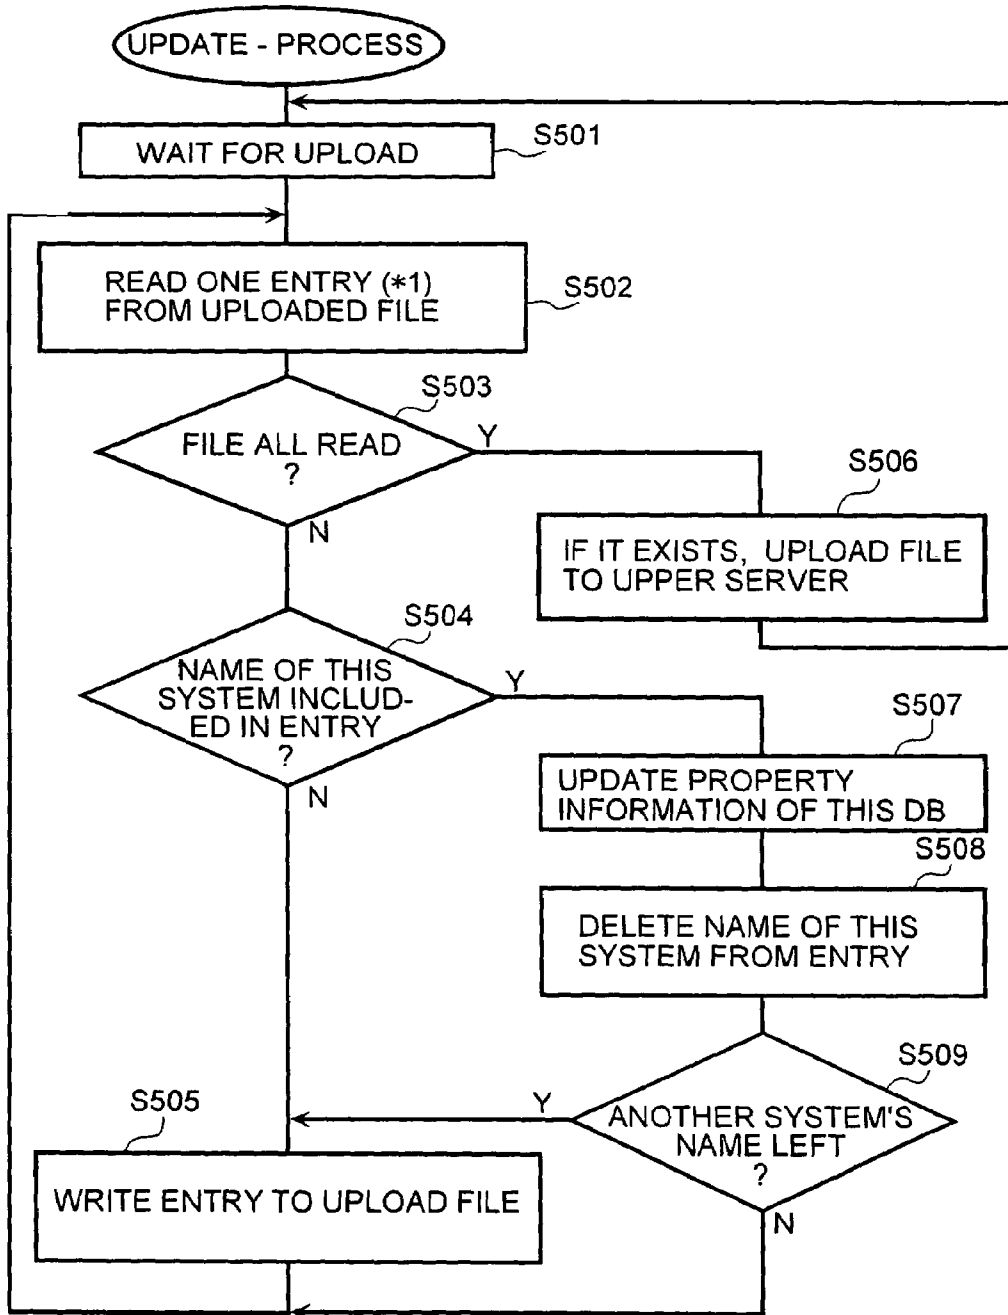 UPDATE - PROCESS
WAIT FOR UPLOAD
S501
READ ONE ENTRY (*1)
FROM UPLOADED FILE
S502
S503
FILE ALL READ
?
Y
N
S506
IF IT EXISTS, UPLOAD FILE
TO UPPER SERVER
S504
NAME OF THIS
SYSTEM INCLUD-
ED IN ENTRY
?
Y
N
S507
UPDATE PROPERTY
INFORMATION OF THIS DB
S508
DELETE NAME OF THIS
SYSTEM FROM ENTRY
S509
ANOTHER SYSTEM'S
NAME LEFT
?
Y
N
S505
WRITE ENTRY TO UPLOAD FILE